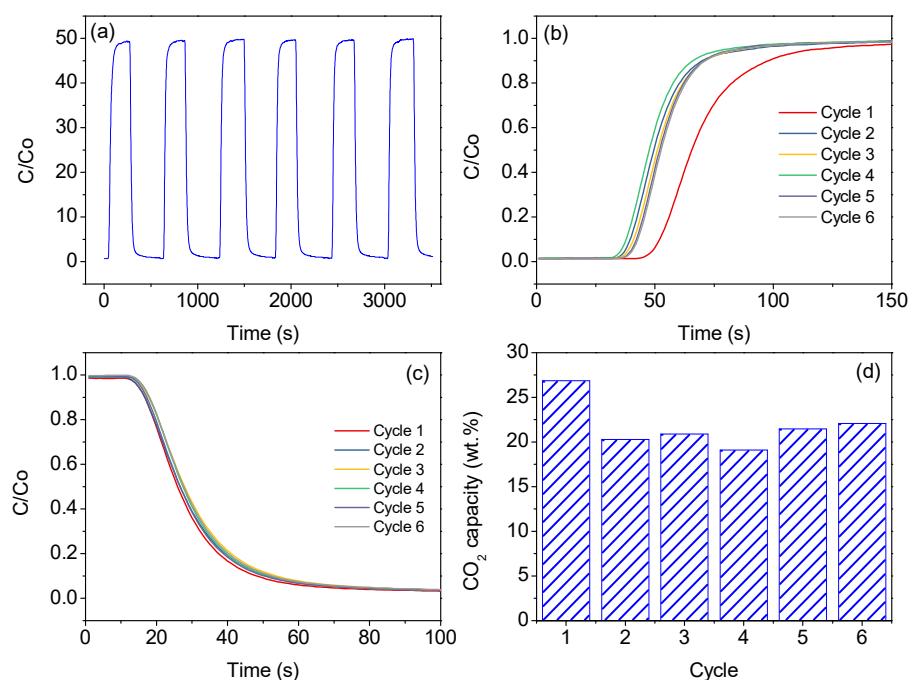 (a)
C/Co
50
40
30
20
10
0
0
1000
2000
3000
Time (s)
(b)
C/Co
1.0
0.8
0.6
0.4
0.2
0.0
0
50
100
150
Time (s)
Cycle 1
Cycle 2
Cycle 3
Cycle 4
Cycle 5
Cycle 6
(c)
C/Co
1.0
0.8
0.6
0.4
0.2
0.0
0
20
40
60
80
100
Time (s)
Cycle 1
Cycle 2
Cycle 3
Cycle 4
Cycle 5
Cycle 6
(d)
CO₂ capacity (wt.%)
30
25
20
15
10
5
0
1
2
3
4
5
6
Cycle